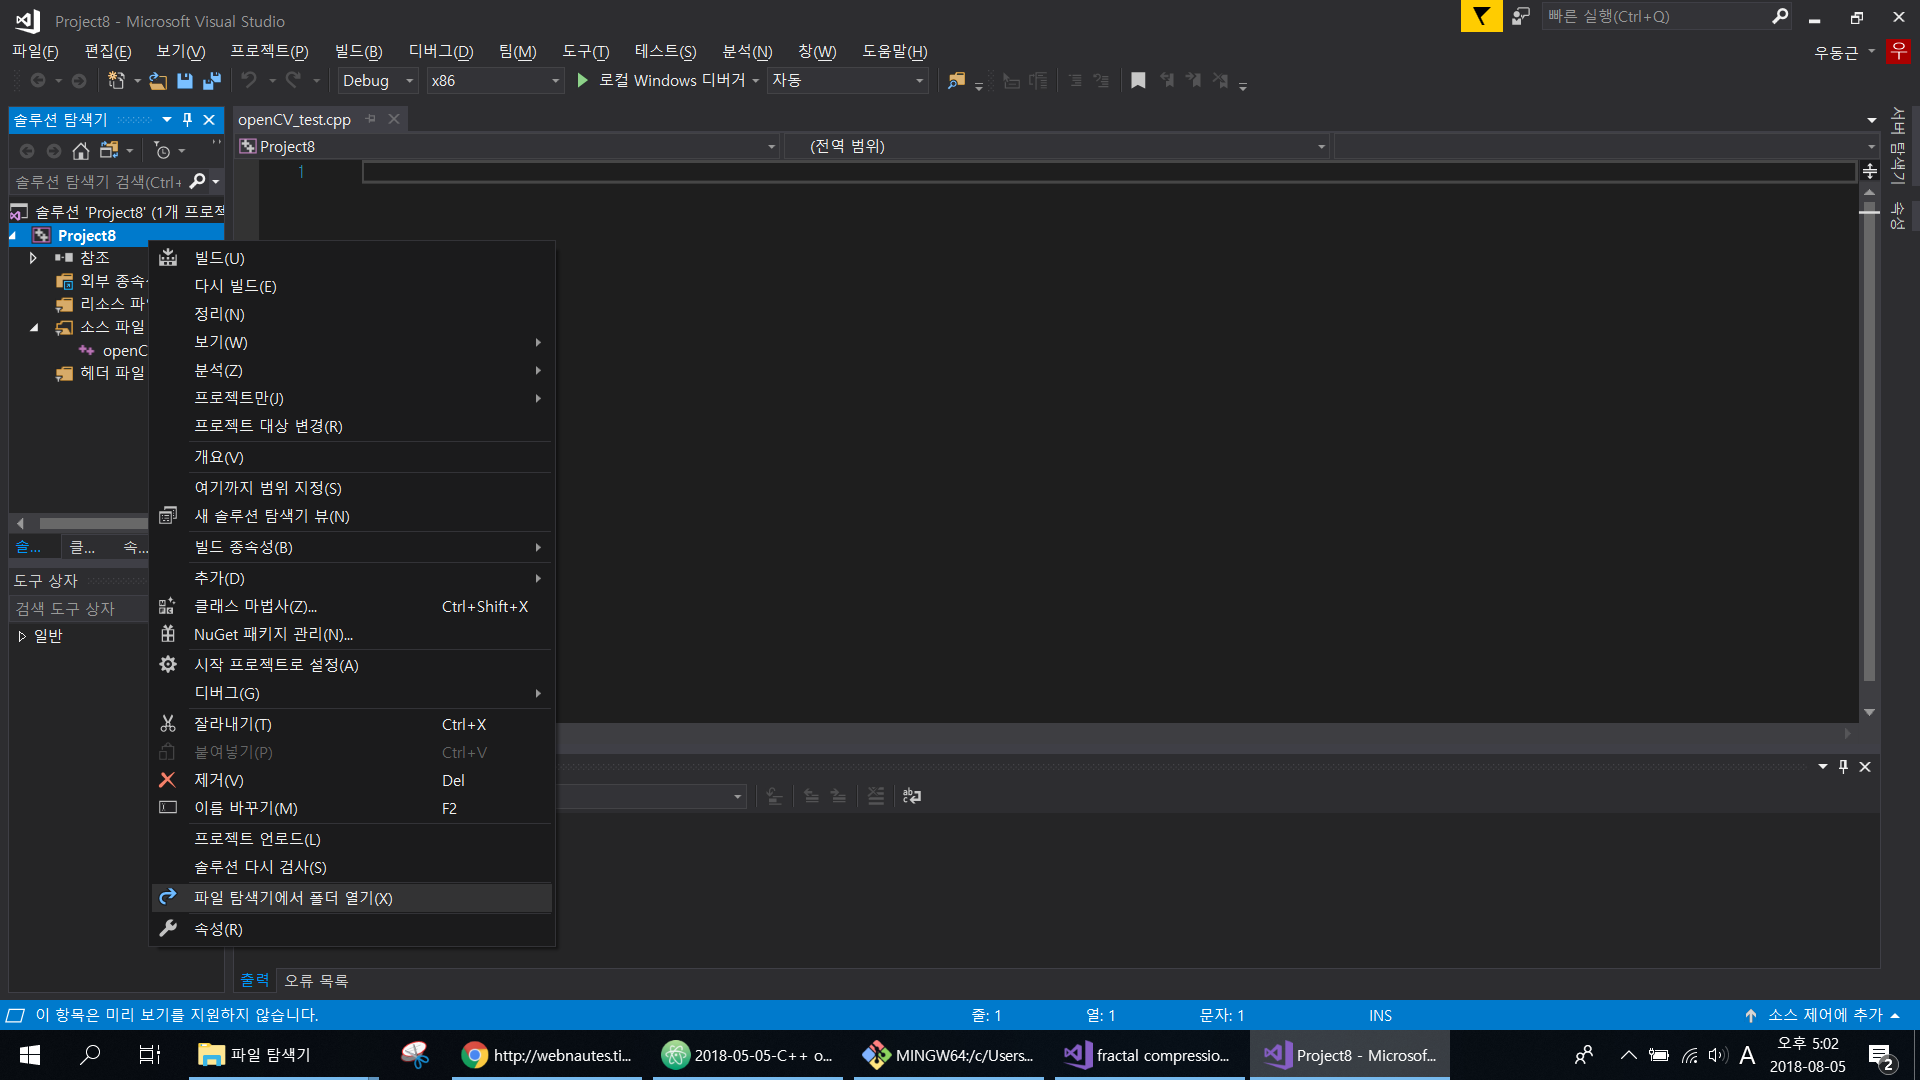 Project8 - Microsoft Visual Studio
빠른 실행(Ctrl+Q)
파일(F) 편집(E) 보기(V) 프로젝트(P) 빌드(B) 디버그(D) 팀(M) 도구(T) 테스트(S) 분석(N) 창(W) 도움말(H)
우동근 우
Debug x86 로컬 Windows 디버거 자동
솔루션 탐색기
openCV_test.cpp
Project8 (전역 범위)
솔루션 탐색기 검색(Ctrl+
1
솔루션 'Project8' (1개 프로젝
Project8
참조
외부 종속
리소스 파
소스 파일
openC
헤더 파일
솔... 클... 속...
도구 상자
검색 도구 상자
일반
빌드(U)
다시 빌드(E)
정리(N)
보기(W)
분석(Z)
프로젝트만(J)
프로젝트 대상 변경(R)
개요(V)
여기까지 범위 지정(S)
새 솔루션 탐색기 뷰(N)
빌드 종속성(B)
추가(D)
클래스 마법사(Z)... Ctrl+Shift+X
NuGet 패키지 관리(N)...
시작 프로젝트로 설정(A)
디버그(G)
잘라내기(T) Ctrl+X
붙여넣기(P) Ctrl+V
제거(V) Del
이름 바꾸기(M) F2
프로젝트 언로드(L)
솔루션 다시 검사(S)
파일 탐색기에서 폴더 열기(X)
속성(R)
서버 탐색기
속성
출력 오류 목록
이 항목은 미리 보기를 지원하지 않습니다.
줄: 1 열: 1 문자: 1 INS
소스 제어에 추가
파일 탐색기
http://webnautes.ti...
2018-05-05-C++ o...
MINGW64:/c/Users...
fractal compressio...
Project8 - Microsof...
A
오후 5:02
2018-08-05
2